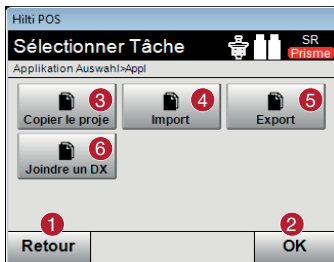 Hilti POS
Sélectionner Tâche
SR
Prisme
Applikation Auswahl>Appl
3
Copier le proje
4
Import
5
Export
6
Joindre un DX
1
Retour
2
OK